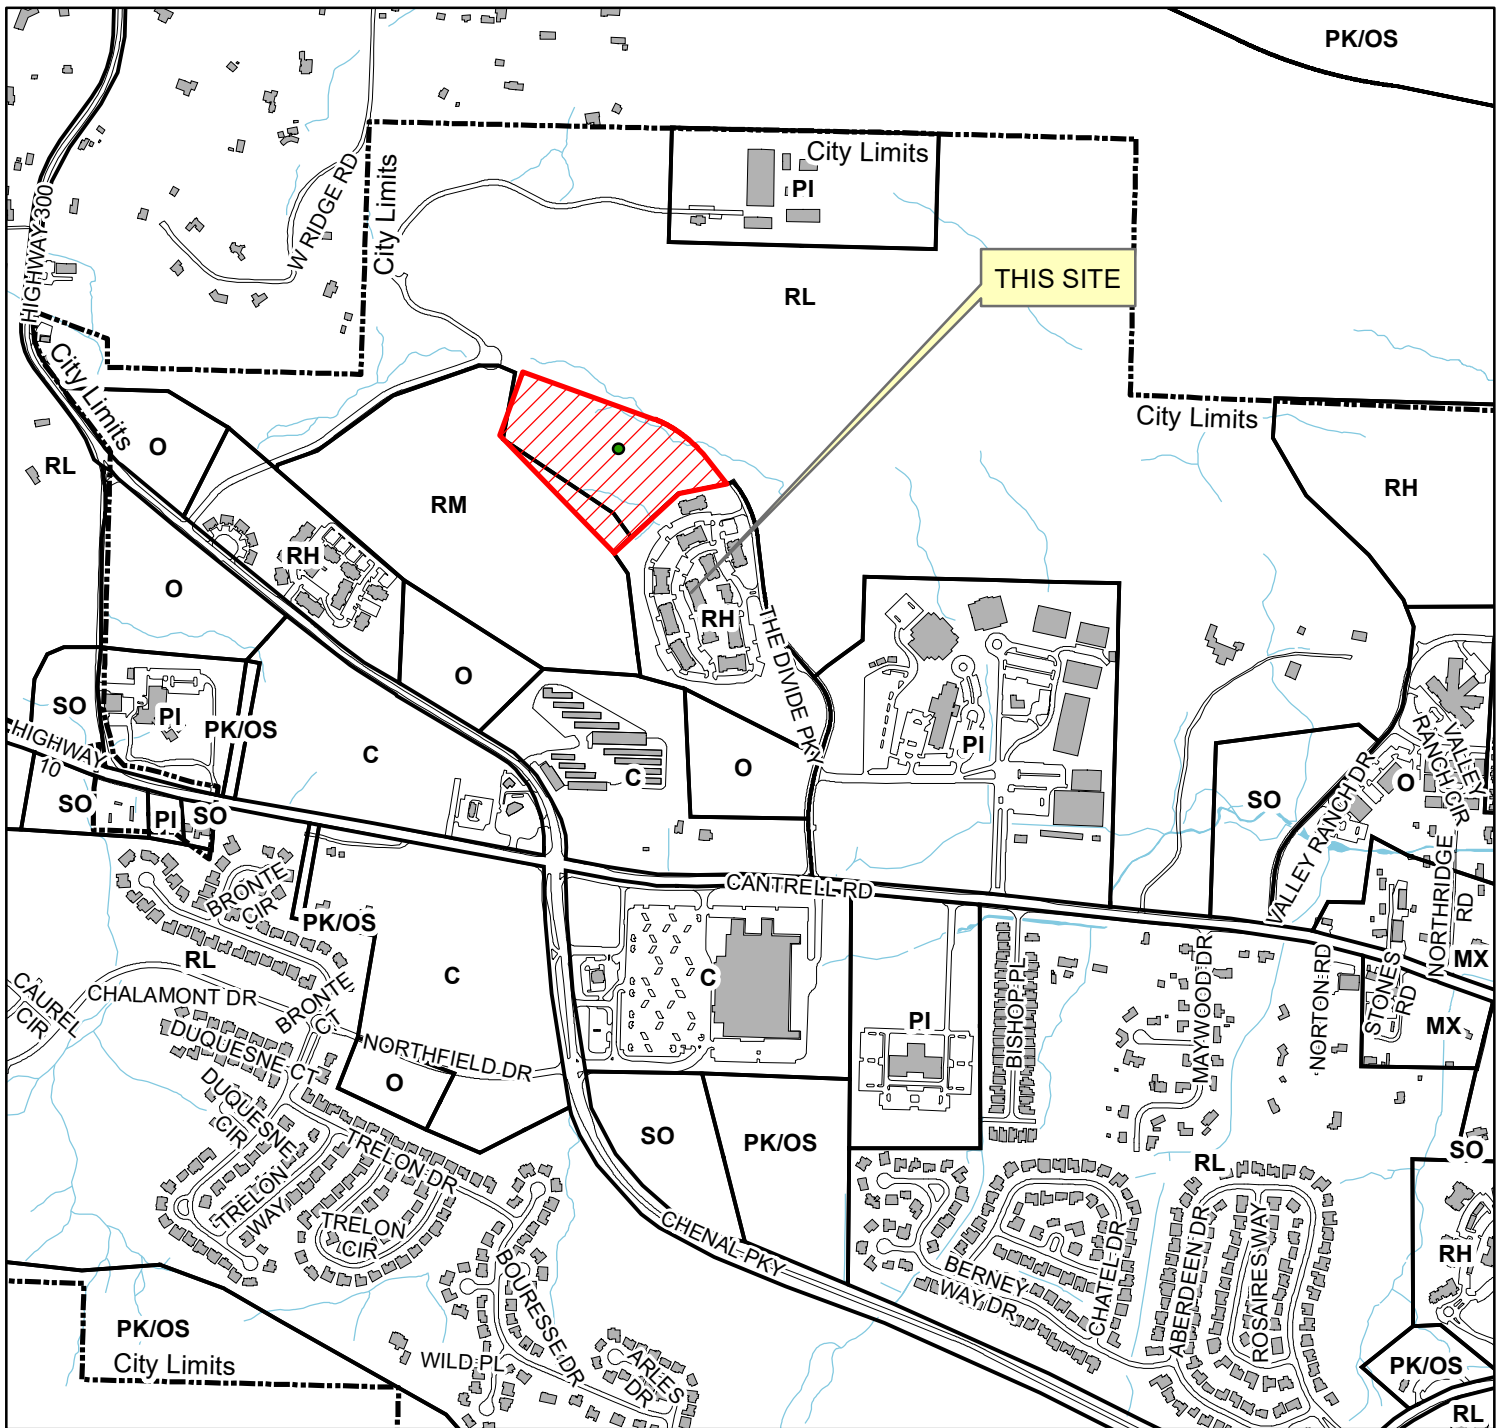 PK/OS
City Limits
PI
W RIDGE RD
City Limits
HIGHWAY 300
THIS SITE
RL
City Limits
City Limits
O
RL
RM
RH
RH
O
RH
THE DIVIDE PKY
O
SO
PI
PK/OS
HIGHWAY
10
C
C
O
PI
SO
VALLEY RANCH DR
O
VALLEY
RANCH CIR
SO
PI
SO
NORTHRIDGE
RD
CANTRELL RD
BRONTE
CIR
PK/OS
RL
CHALAMONT DR
CAUREL
CIR
BRONTE
CT
C
C
PI
BISHOP PL
MAYWOOD DR
NORTON RD
STONES
RD
MX
MX
DUQUESNE CT
NORTHFIELD DR
O
DUQUESNE
CIR
TRELON DR
TRELON
WAY
TRELON
CIR
SO
PK/OS
RL
SO
CHENAL PKY
BOURESSE DR
BERNEY
WAY DR
CHATEL DR
ABERDEEN DR
ROSAIRES WAY
RH
PK/OS
City Limits
WILD PL
ARLES
DR
PK/OS
RL